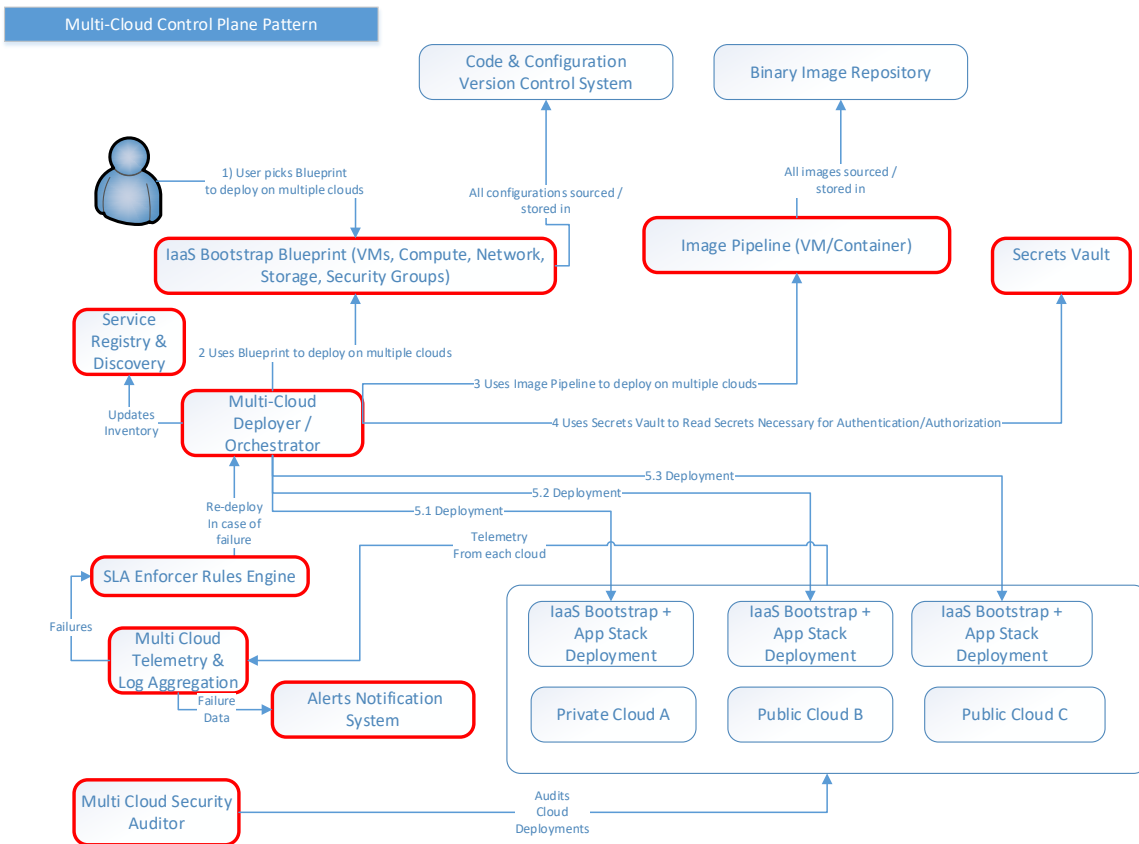 Multi-Cloud Control Plane Pattern
Code & Configuration
Version Control System
Binary Image Repository
1) User picks Blueprint
to deploy on multiple clouds
All configurations sourced /
stored in
All images sourced /
stored in
IaaS Bootstrap Blueprint (VMs, Compute, Network,
Storage, Security Groups)
Image Pipeline (VM/Container)
Secrets Vault
Service
Registry &
Discovery
2 Uses Blueprint to deploy on multiple clouds
3 Uses Image Pipeline to deploy on multiple clouds
Updates
Inventory
Multi-Cloud
Deployer /
Orchestrator
4 Uses Secrets Vault to Read Secrets Necessary for Authentication/Authorization
5.3 Deployment
5.2 Deployment
5.1 Deployment
Re-deploy
In case of
failure
Telemetry
From each cloud
SLA Enforcer Rules Engine
Failures
Multi Cloud
Telemetry &
Log Aggregation
Failure
Data
Alerts Notification
System
IaaS Bootstrap +
App Stack
Deployment
IaaS Bootstrap +
App Stack
Deployment
IaaS Bootstrap +
App Stack
Deployment
Private Cloud A
Public Cloud B
Public Cloud C
Multi Cloud Security
Auditor
Audits
Cloud
Deployments